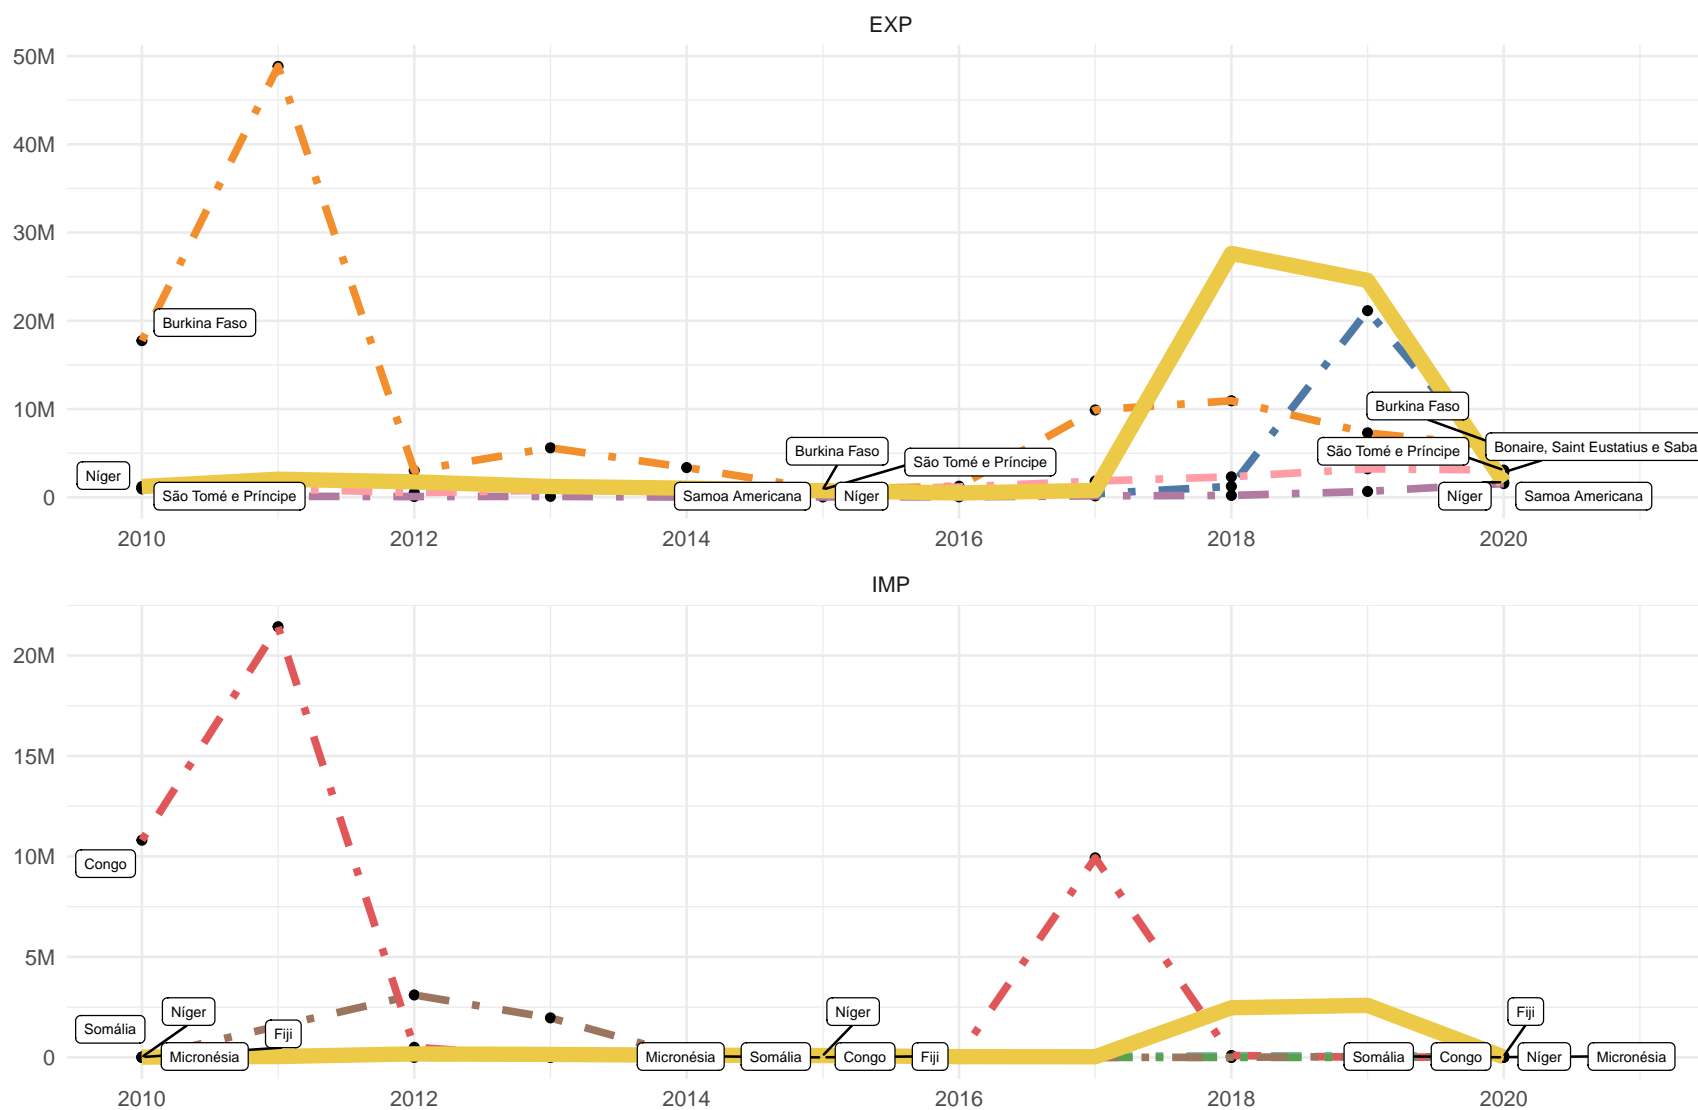 EXP
50M
40M
30M
20M
10M
0
Burkina Faso
Níger
São Tomé e Príncipe
Burkina Faso
São Tomé e Príncipe
Samoa Americana
Níger
Burkina Faso
São Tomé e Príncipe
Bonaire, Saint Eustatius e Saba
Níger
Samoa Americana
2010
2012
2014
2016
2018
2020
IMP
20M
15M
10M
5M
0
Congo
Somália
Níger
Micronésia
Fiji
Níger
Micronésia
Somália
Congo
Fiji
Fiji
Somália
Congo
Níger
Micronésia
2010
2012
2014
2016
2018
2020